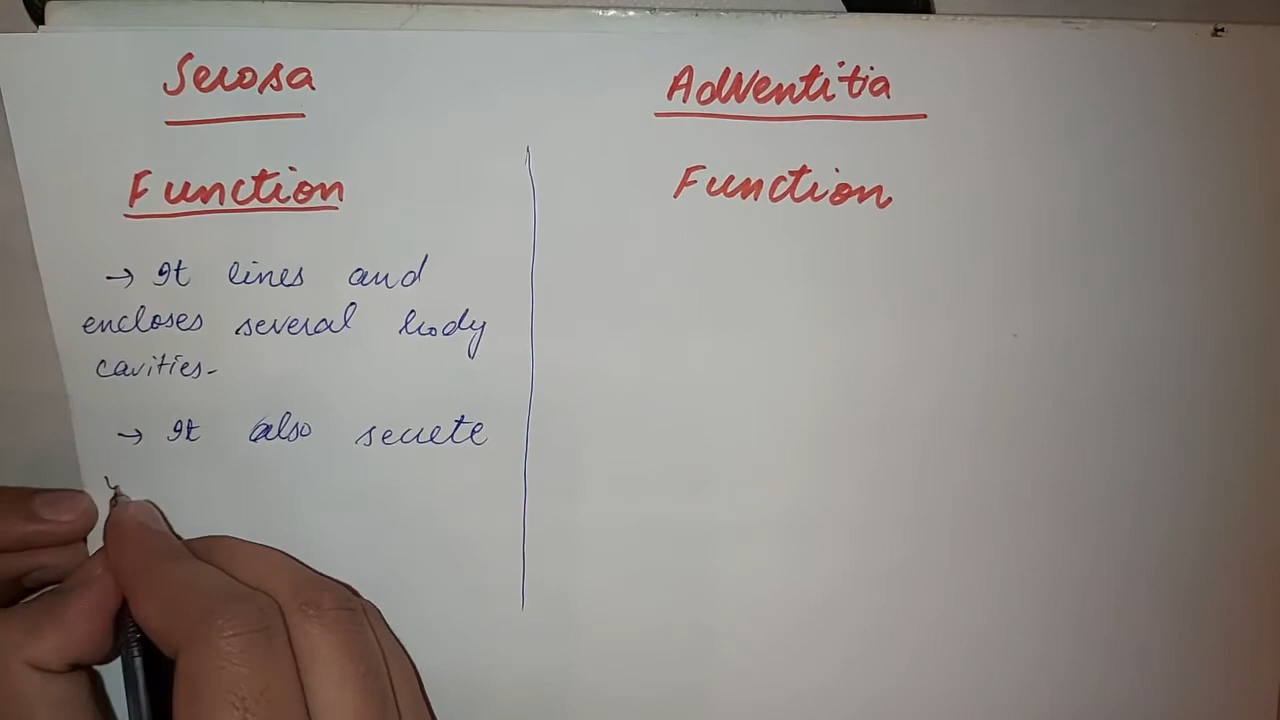 Serosa
Adventitia
Function
Function
→ It lines and
encloses several body
cavities.
→ It also secrete